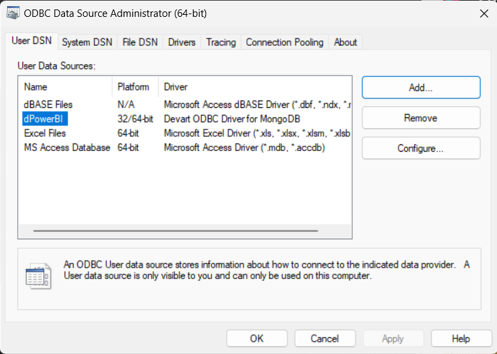 ODBC Data Source Administrator (64-bit)
User DSN System DSN File DSN Drivers Tracing Connection Pooling About
User Data Sources:
Name Platform Driver
dBASE Files N/A Microsoft Access dBASE Driver (*.dbf, *.ndx, *.r
dPowerBI 32/64-bit Devart ODBC Driver for MongoDB
Excel Files 64-bit Microsoft Excel Driver (*.xls, *.xlsx, *.xlsm, *.xlsb
MS Access Database 64-bit Microsoft Access Driver (*.mdb, *.accdb)
Add...
Remove
Configure...
An ODBC User data source stores information about how to connect to the indicated data provider. A
User data source is only visible to you and can only be used on this computer.
OK Cancel Apply Help